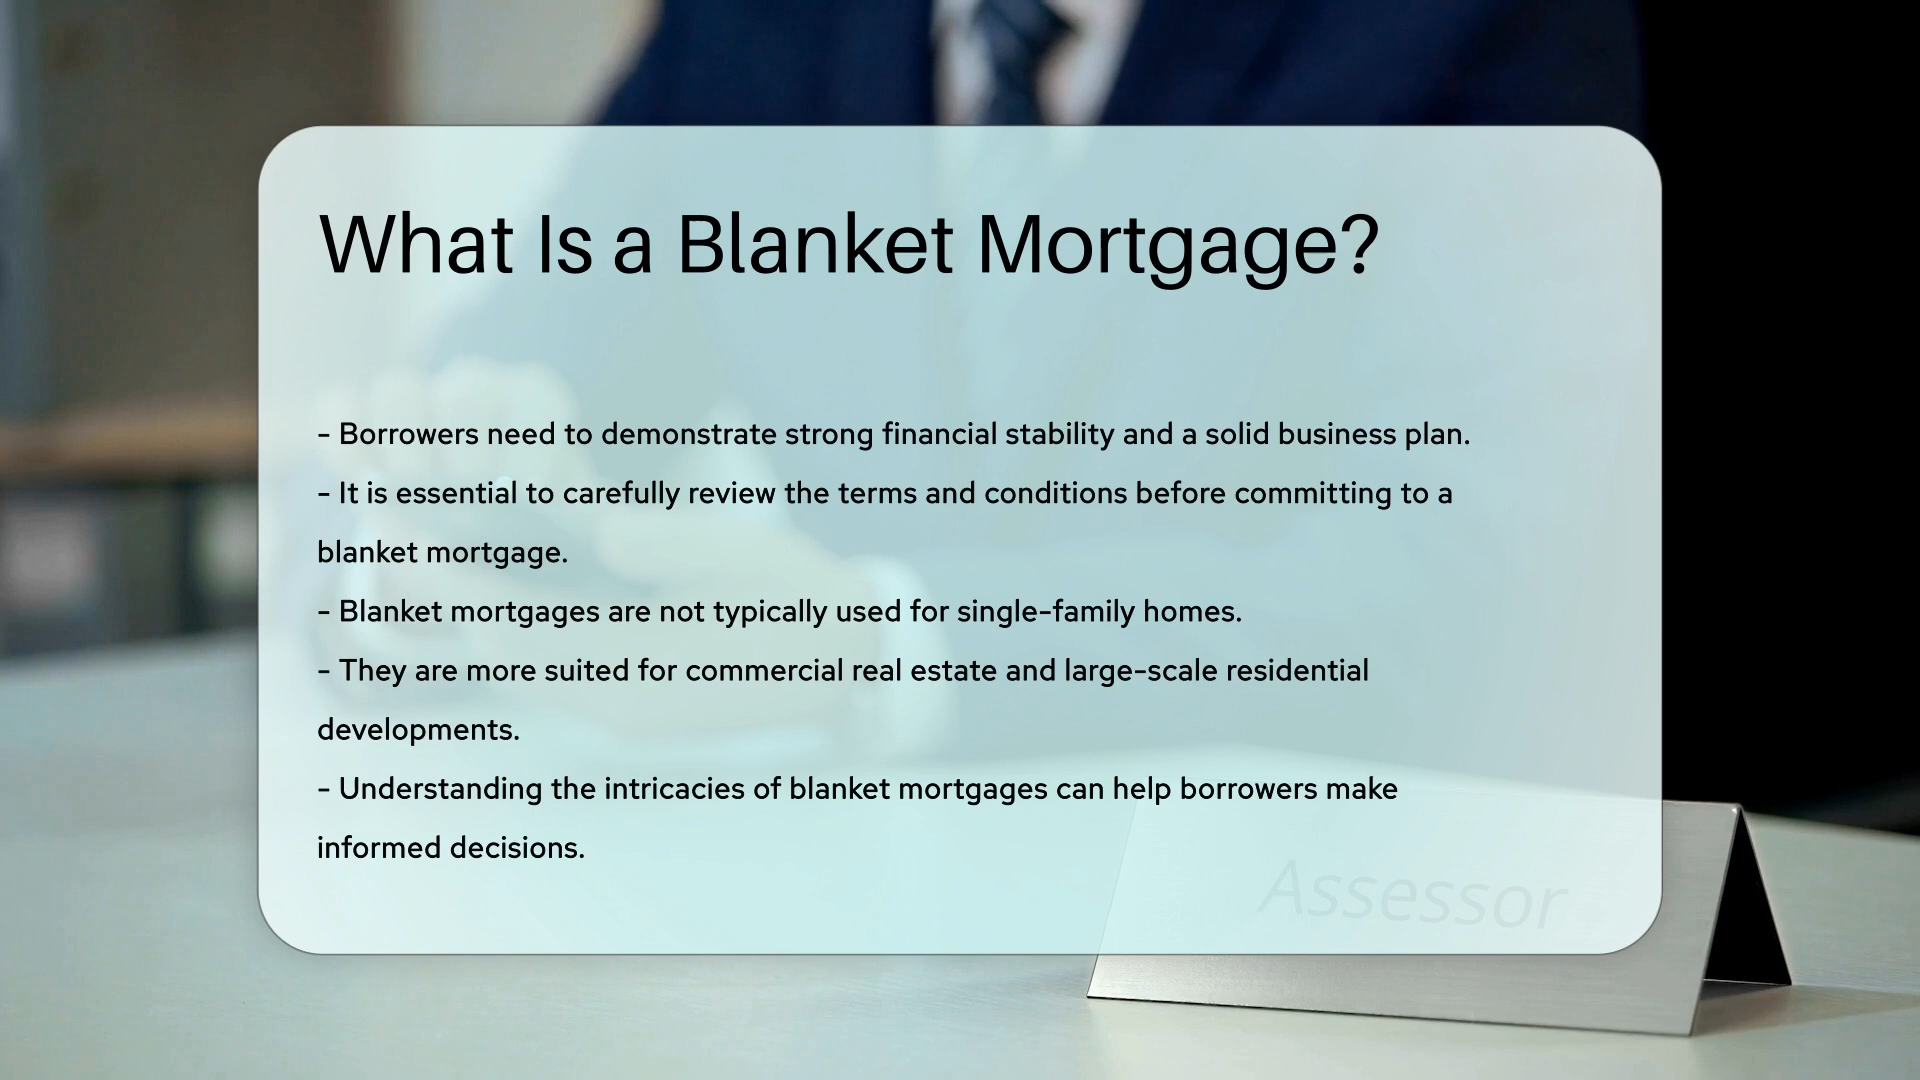 What Is a Blanket Mortgage?
- Borrowers need to demonstrate strong financial stability and a solid business plan.
- It is essential to carefully review the terms and conditions before committing to a
blanket mortgage.
- Blanket mortgages are not typically used for single-family homes.
- They are more suited for commercial real estate and large-scale residential
developments.
- Understanding the intricacies of blanket mortgages can help borrowers make
informed decisions.
Assessor